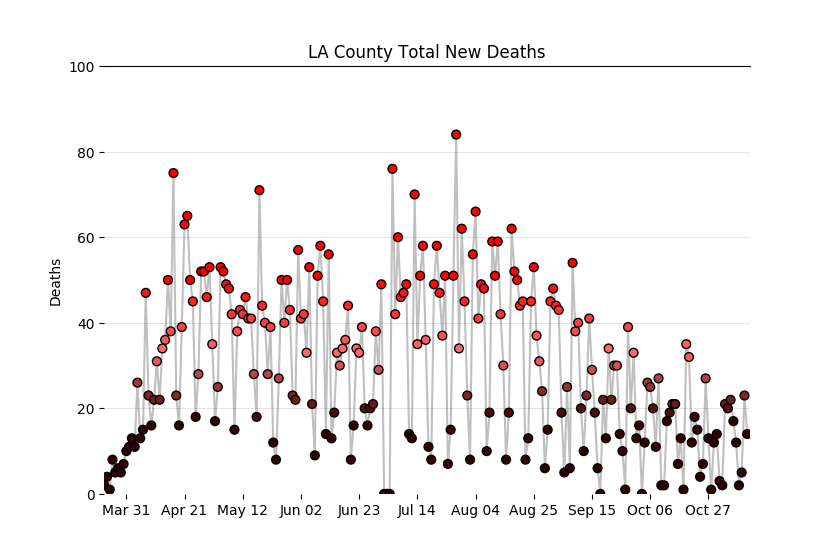 LA County Total New Deaths
100
80
60
40
20
0
Deaths
Mar 31 Apr 21 May 12 Jun 02 Jun 23 Jul 14 Aug 04 Aug 25 Sep 15 Oct 06 Oct 27